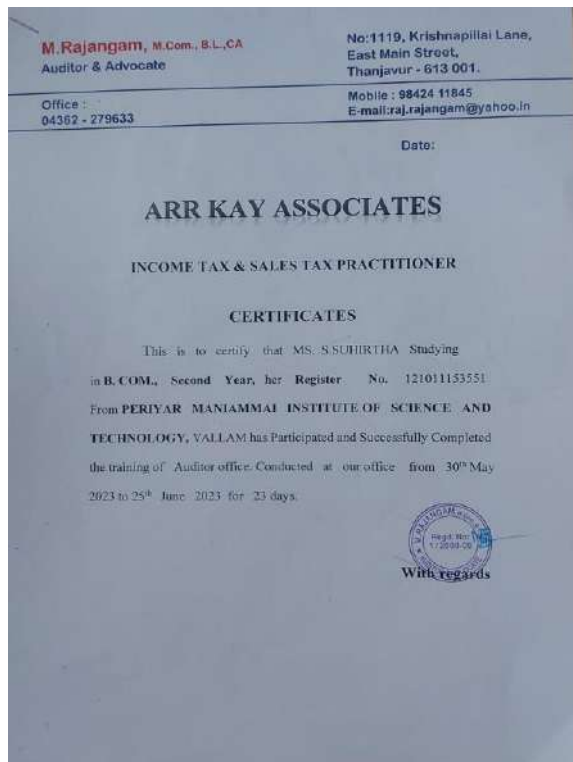 M.Rajangam, M.Com., B.L.,CA
Auditor & Advocate
No:1119, Krishnapillai Lane,
East Main Street,
Thanjavur - 613 001.
Office :
04362 - 279633
Mobile : 98424 11845
E-mail:raj.rajangam@yahoo.in
Date:
ARR KAY ASSOCIATES
INCOME TAX & SALES TAX PRACTITIONER
CERTIFICATES
This is to certify that MS. S.SUHIRTHA Studying
in B. COM., Second Year, her Register No. 121011153551
From PERIYAR MANIAMMAI INSTITUTE OF SCIENCE AND
TECHNOLOGY, VALLAM has Participated and Successfully Completed
the training of Auditor office. Conducted at our office from 30th May
2023 to 25th June 2023 for 23 days.
M.RAJANGAM
Regd. No:
With regards